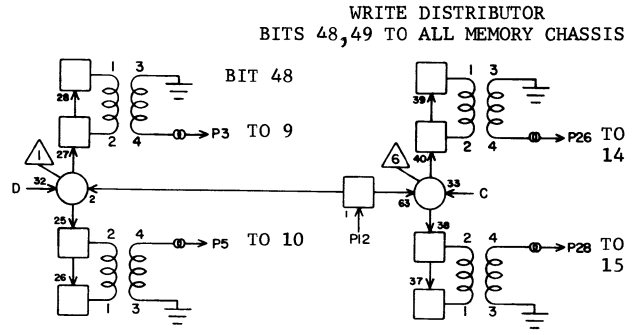 WRITE DISTRIBUTOR
BITS 48,49 TO ALL MEMORY CHASSIS
BIT 48
1 3
28
2 4
P3 TO 9
27
1
D 32
2
25
2 4
P5 TO 10
26
1 3
1
P12
1 3
39
2 4
P26 TO
14
40
6
63
33 C
38
2 4
P28 TO
15
37
1 3